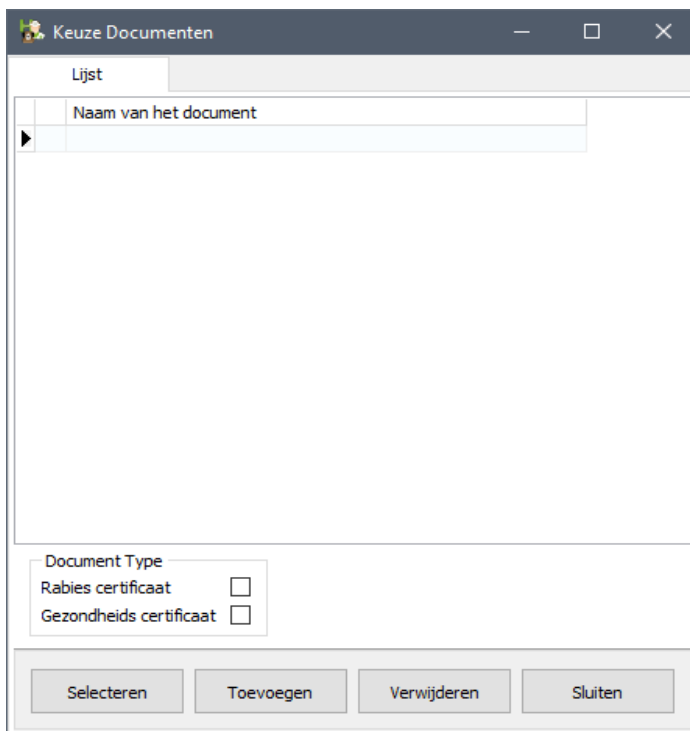 Keuze Documenten
Lijst
Naam van het document
Document Type
Rabies certificaat
Gezondheids certificaat
Selecteren Toevoegen Verwijderen Sluiten